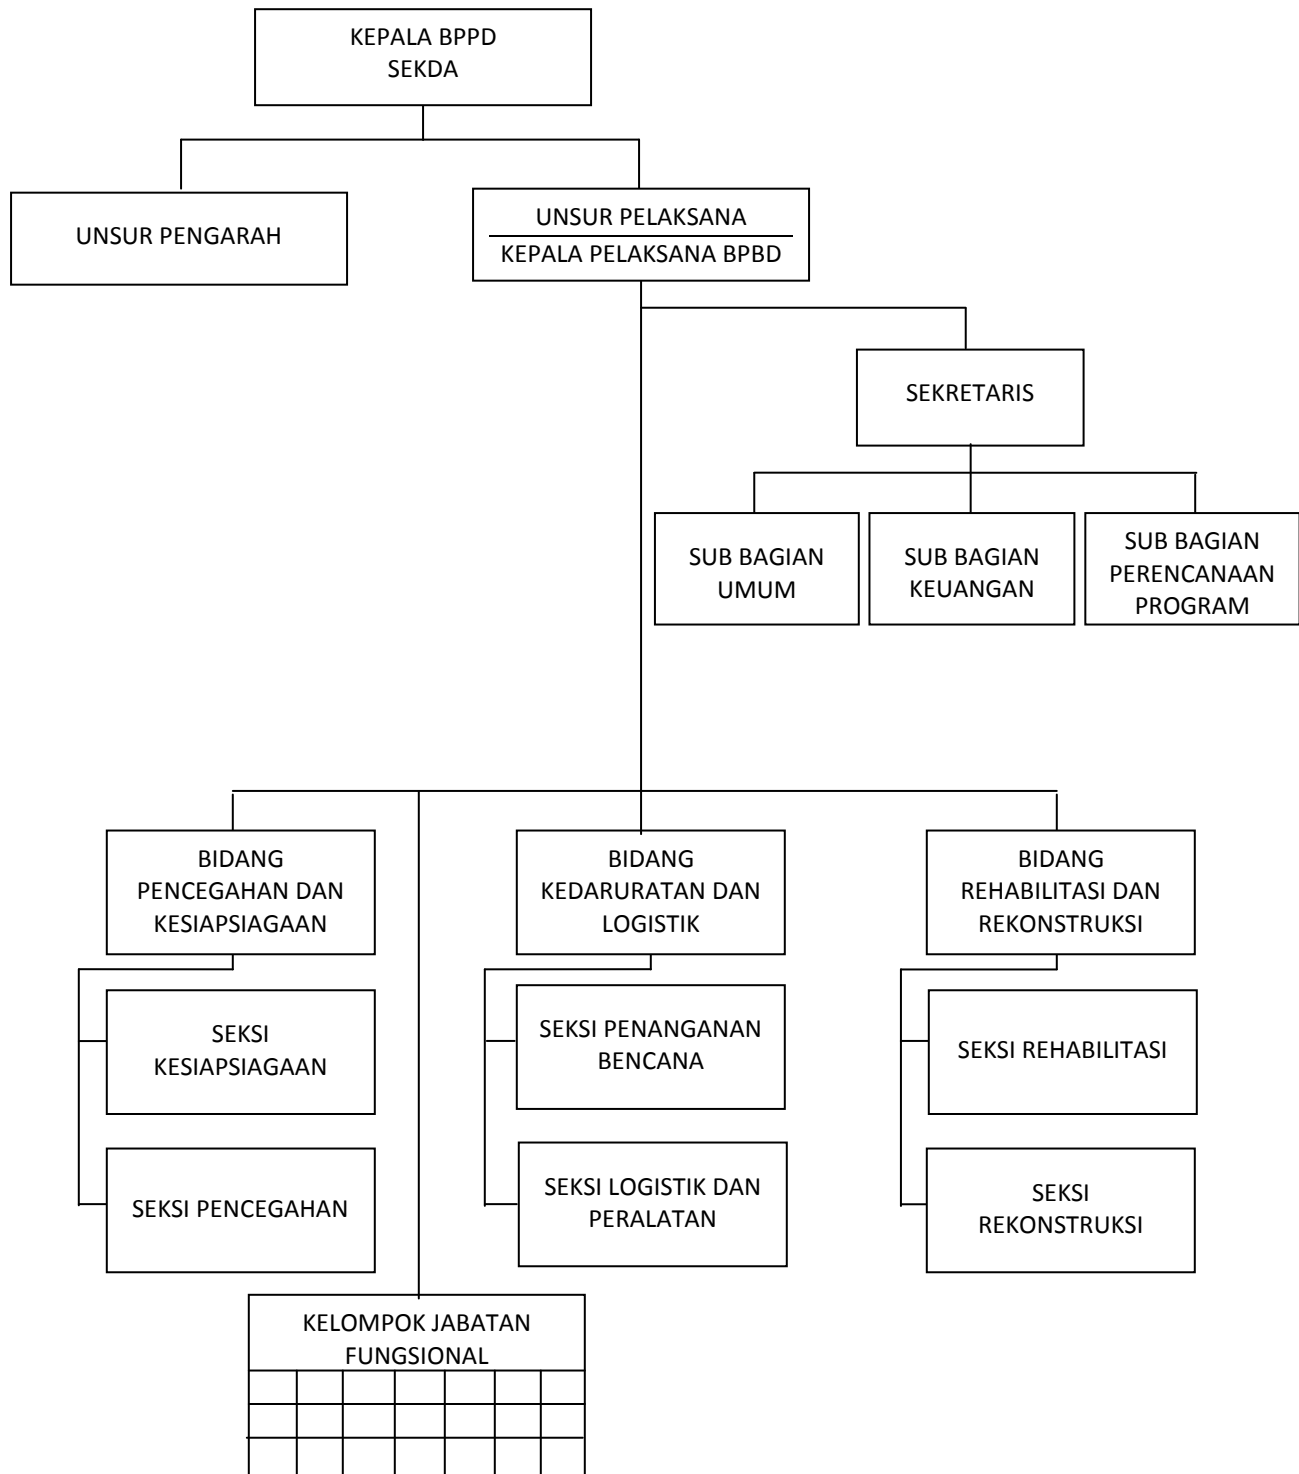 KEPALA BPPD
SEKDA
UNSUR PENGARAH
UNSUR PELAKSANA
KEPALA PELAKSANA BPBD
SEKRETARIS
SUB BAGIAN
UMUM
SUB BAGIAN
KEUANGAN
SUB BAGIAN
PERENCANAAN
PROGRAM
BIDANG
PENCEGAHAN DAN
KESIAPSIAGAAN
BIDANG
KEDARURATAN DAN
LOGISTIK
BIDANG
REHABILITASI DAN
REKONSTRUKSI
SEKSI
KESIAPSIAGAAN
SEKSI PENANGANAN
BENCANA
SEKSI REHABILITASI
SEKSI PENCEGAHAN
SEKSI LOGISTIK DAN
PERALATAN
SEKSI
REKONSTRUKSI
KELOMPOK JABATAN
FUNGSIONAL